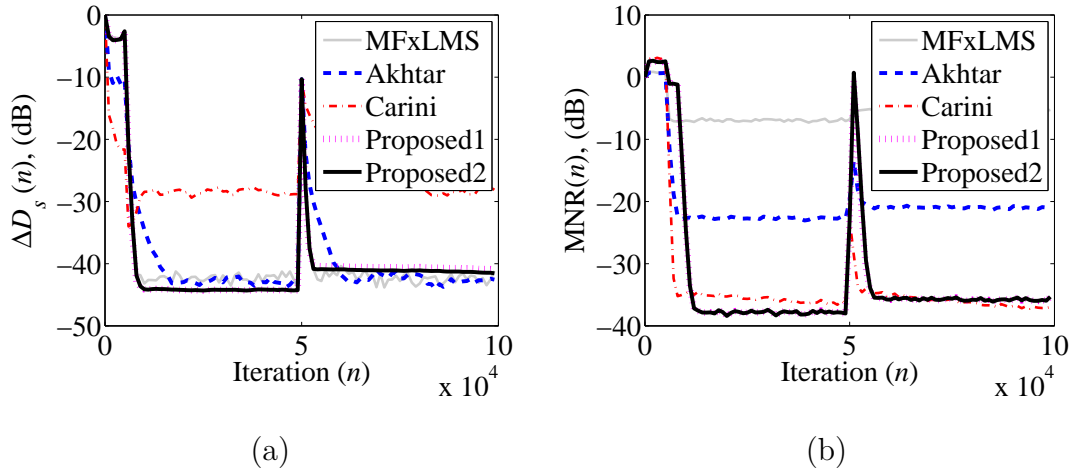 0
−10
−20
−30
−40
−50
ΔD_s (n), (dB)
MFxLMS
Akhtar
Carini
Proposed1
Proposed2
0
5
10
Iteration (n)
x 10^4
(a)
10
0
−10
−20
−30
−40
MNR(n), (dB)
MFxLMS
Akhtar
Carini
Proposed1
Proposed2
0
5
10
Iteration (n)
x 10^4
(b)